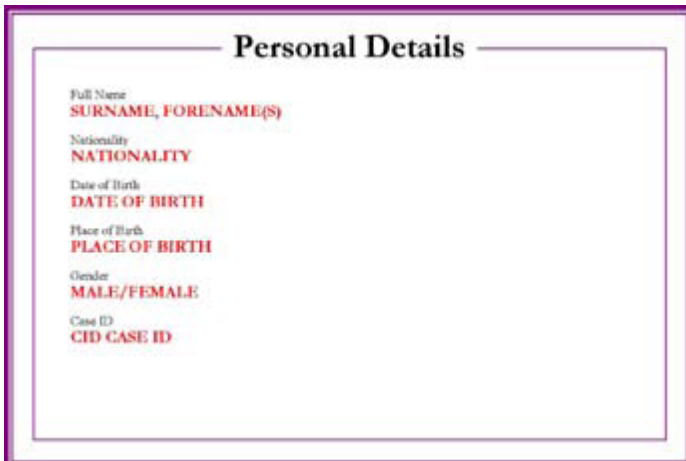 Personal Details
Full Name
SURNAME, FORENAME(S)
Nationality
NATIONALITY
Date of Birth
DATE OF BIRTH
Place of Birth
PLACE OF BIRTH
Gender
MALE/FEMALE
Case ID
CID CASE ID